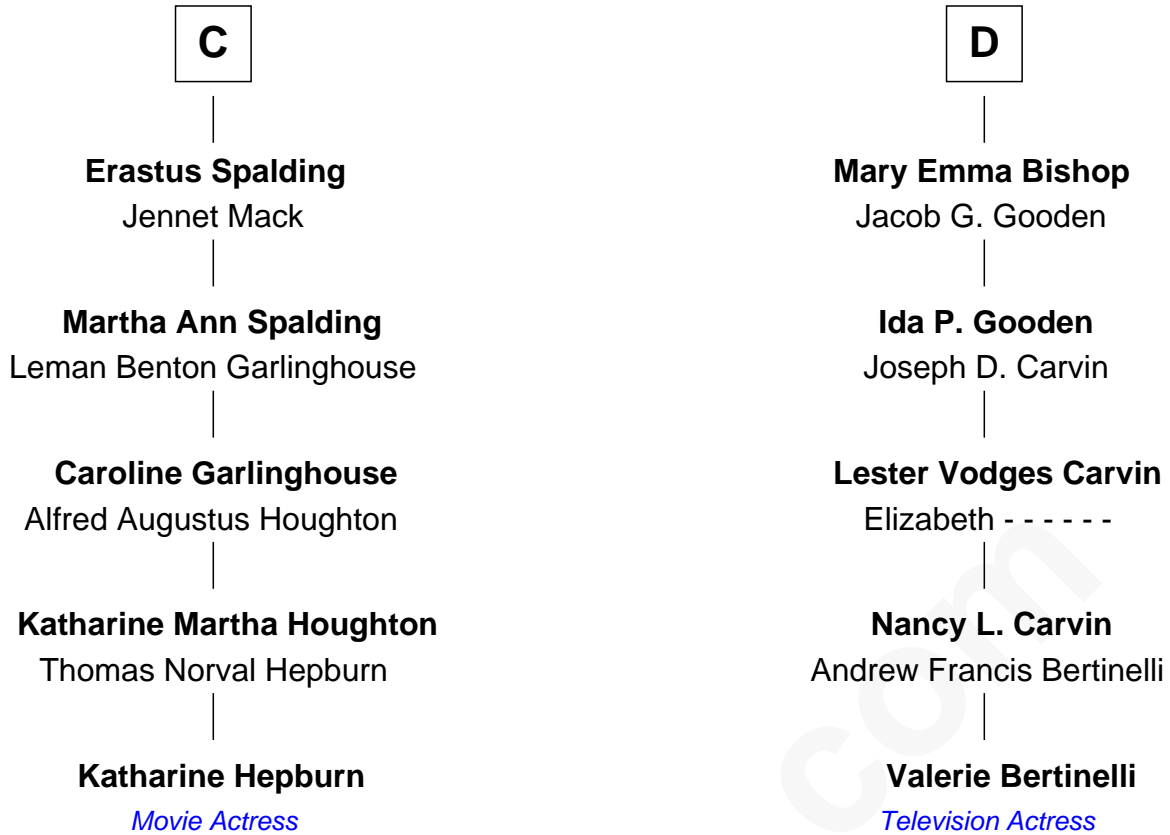 C
Erastus Spalding
Jennet Mack
Martha Ann Spalding
Leman Benton Garlinghouse
Caroline Garlinghouse
Alfred Augustus Houghton
Katharine Martha Houghton
Thomas Norval Hepburn
Katharine Hepburn
Movie Actress
D
Mary Emma Bishop
Jacob G. Gooden
Ida P. Gooden
Joseph D. Carvin
Lester Vodges Carvin
Elizabeth - - - - - -
Nancy L. Carvin
Andrew Francis Bertinelli
Valerie Bertinelli
Television Actress
com